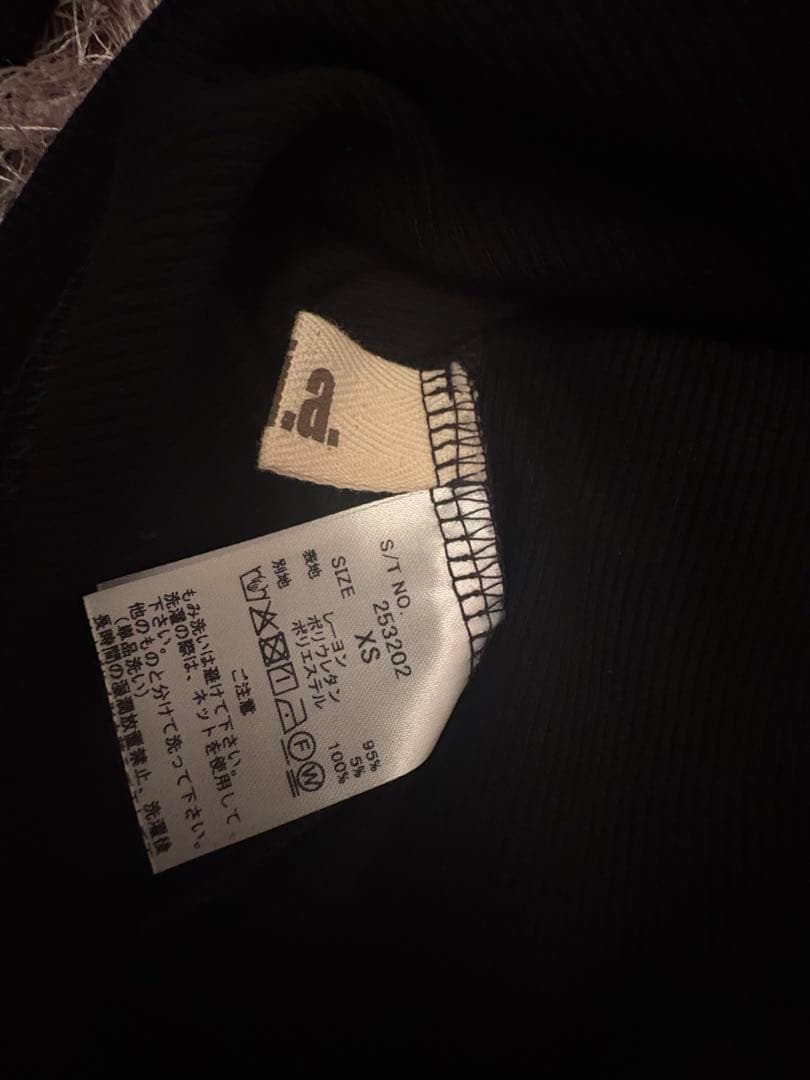 .a.
S/T NO. 253202
SIZE XS
表地 レーヨン 95%
ポリウレタン 5%
別地 ポリエステル 100%
F W
ご注意
もみ洗いは避けて下さい。
洗濯の際は、ネットを使用して
下さい。
他のものと分けて洗って下さい。
(単品洗い)
長時間の湿潤放置禁止、洗濯後